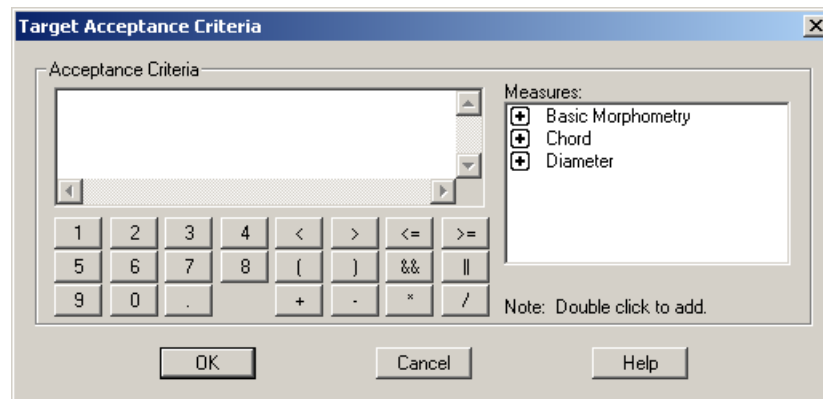 Target Acceptance Criteria
Acceptance Criteria
Measures:
Basic Morphometry
Chord
Diameter
1 2 3 4 < > <= >=
5 6 7 8 ( ) && ||
9 0 . + - * /
Note: Double click to add.
OK Cancel Help